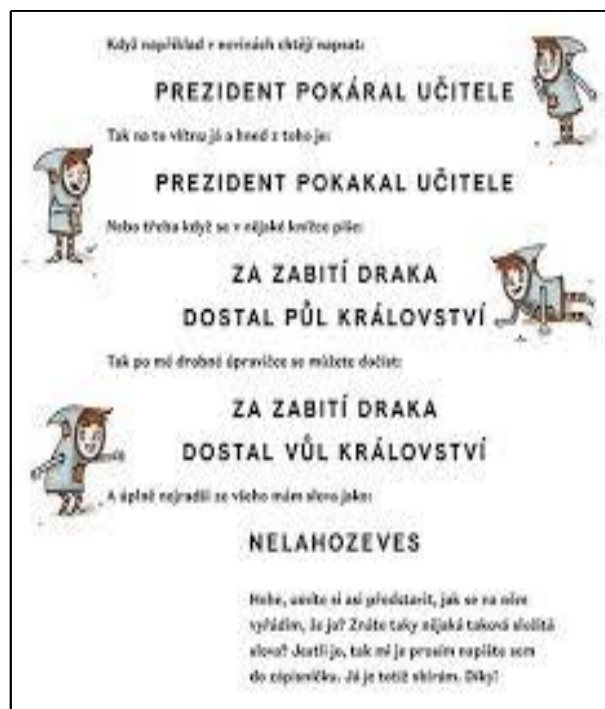 Když například v novinách chtějí napsat:
PREZIDENT POKÁRAL UČITELE
Tak na to vlítnu já a hned z toho je:
PREZIDENT POKAKAL UČITELE
Nebo třeba když se v nějaké knížce píše:
ZA ZABITÍ DRAKA
DOSTAL PŮL KRÁLOVSTVÍ
Tak po mé drobné úpravičce se můžete dočíst:
ZA ZABITÍ DRAKA
DOSTAL VŮL KRÁLOVSTVÍ
A úplně nejradši ze všeho mám slova jako:
NELAHOZEVES
Hehe, umíte si asi představit, jak se na něm
vyřádím, že jo? Znáte taky nějaká taková složitá
slova? Jestli jo, tak mi je prosím napište sem
do zápisníčku. Já je totiž sbírám. Díky!